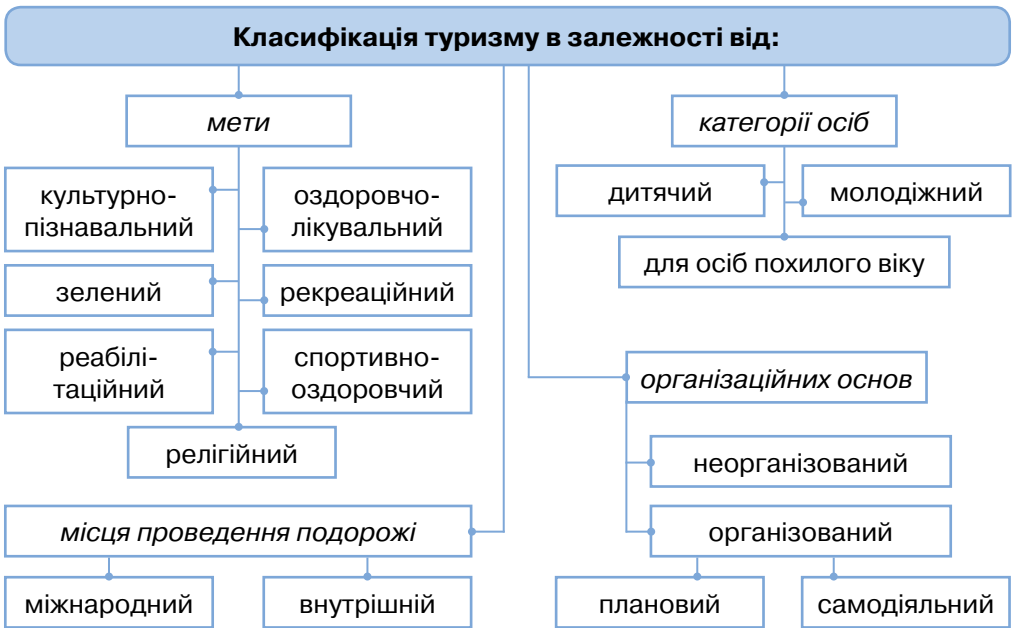 Класифікація туризму в залежності від:
мети
культурно-
пізнавальний
оздоровчо-
лікувальний
зелений
рекреаційний
реабілі-
таційний
спортивно-
оздоровчий
релігійний
категорії осіб
дитячий
молодіжний
для осіб похилого віку
організаційних основ
неорганізований
організований
плановий
самодіяльний
місця проведення подорожі
міжнародний
внутрішній